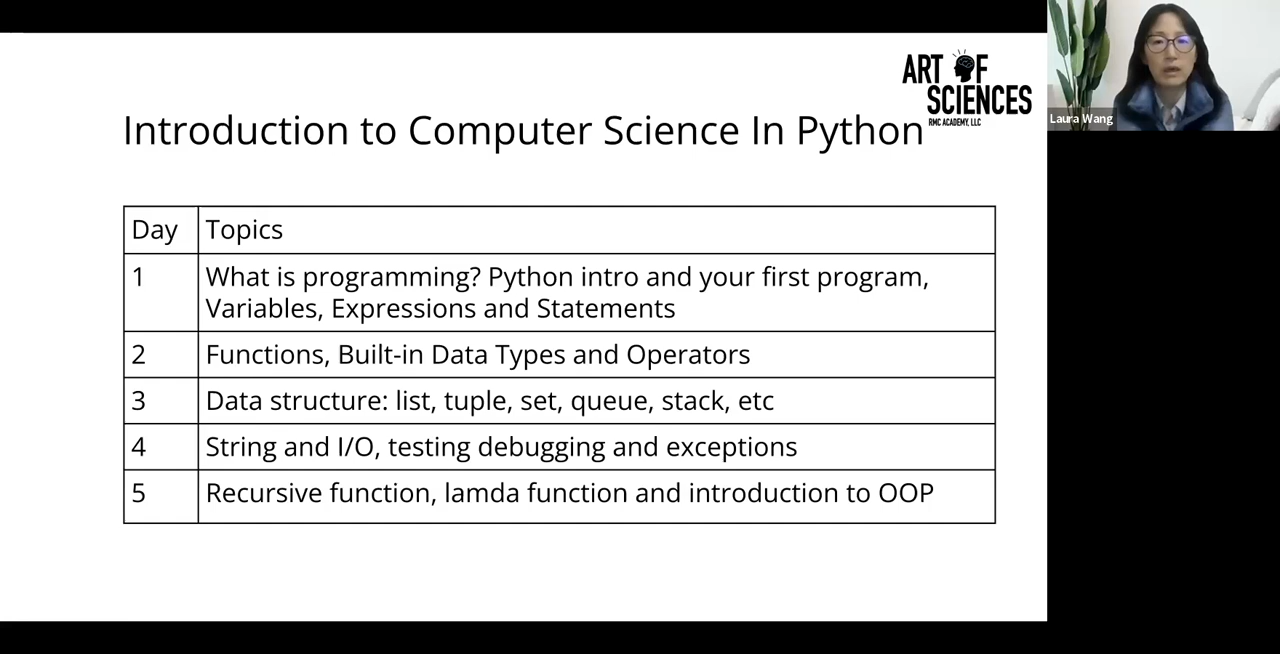 ART OF
SCIENCES
RMC ACADEMY, LLC
Laura Wang
Introduction to Computer Science In Python
Day Topics
1 What is programming? Python intro and your first program,
Variables, Expressions and Statements
2 Functions, Built-in Data Types and Operators
3 Data structure: list, tuple, set, queue, stack, etc
4 String and I/O, testing debugging and exceptions
5 Recursive function, lamda function and introduction to OOP